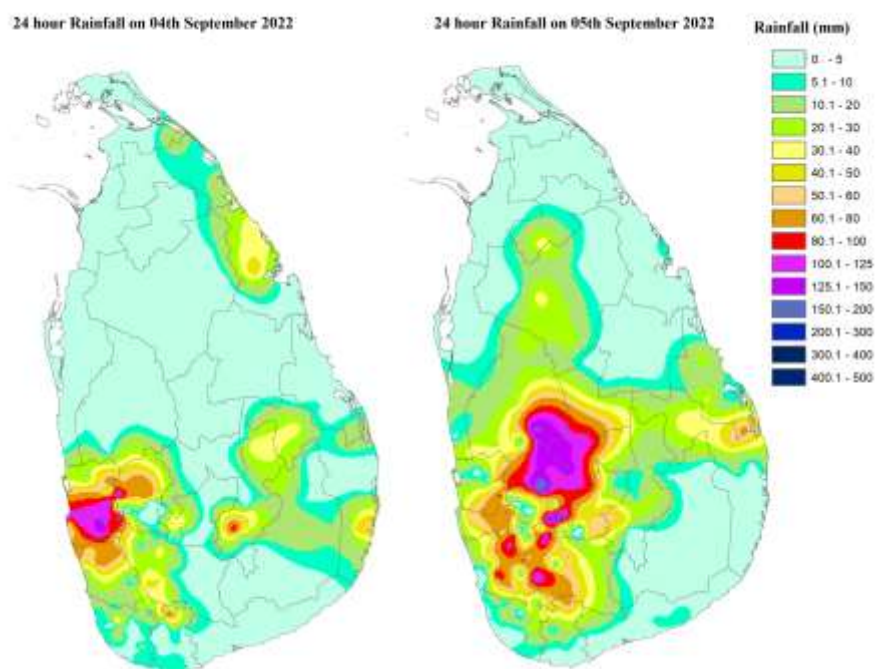 24 hour Rainfall on 04th September 2022
24 hour Rainfall on 05th September 2022
Rainfall (mm)
0 - 5
5.1 - 10
10.1 - 20
20.1 - 30
30.1 - 40
40.1 - 50
50.1 - 60
60.1 - 80
80.1 - 100
100.1 - 125
125.1 - 150
150.1 - 200
200.1 - 300
300.1 - 400
400.1 - 500